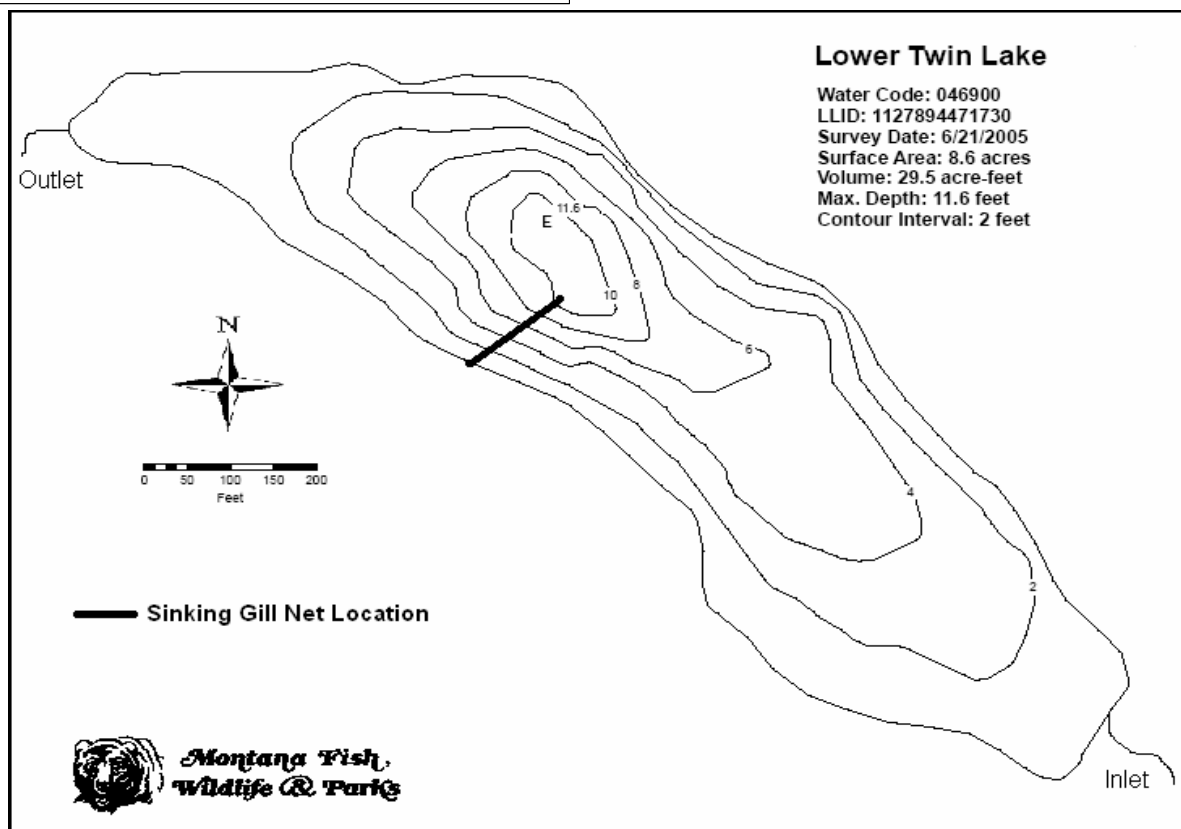 Lower Twin Lake
Water Code: 046900
LLID: 1127894471730
Survey Date: 6/21/2005
Surface Area: 8.6 acres
Volume: 29.5 acre-feet
Max. Depth: 11.6 feet
Contour Interval: 2 feet
Outlet
11.6
E
10
8
6
4
2
N
0 50 100 150 200
Feet
Sinking Gill Net Location
Montana Fish,
Wildlife & Parks
Inlet